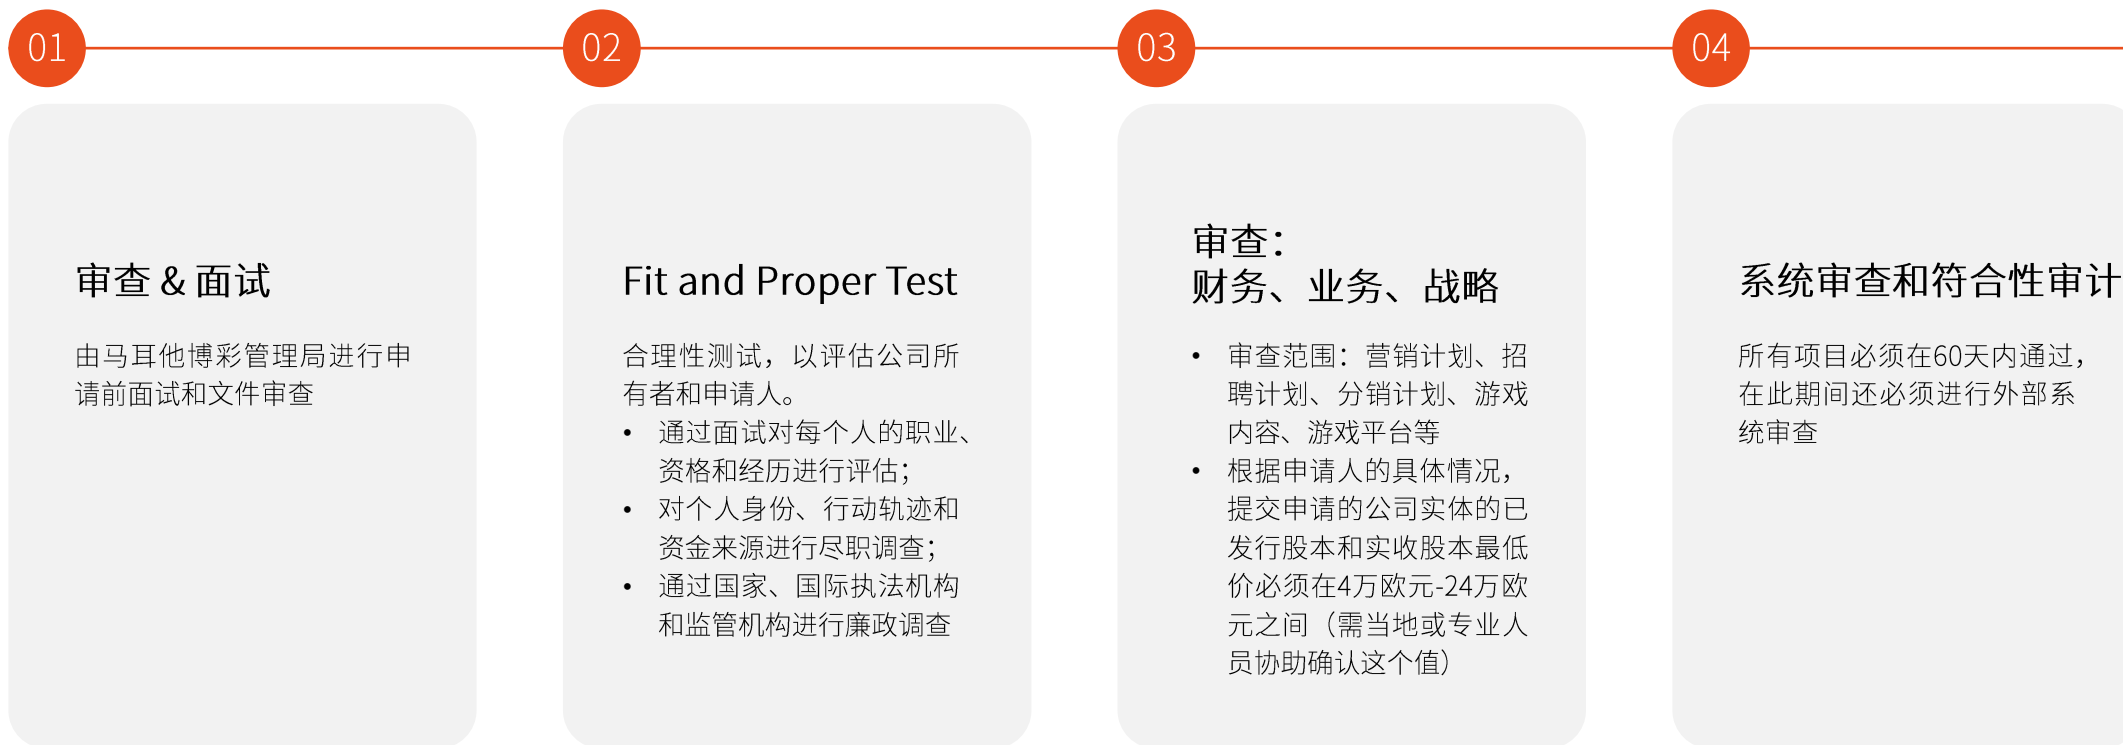 01
02
03
04
审查 & 面试
由马耳他博彩管理局进行申
请前面试和文件审查
Fit and Proper Test
合理性测试，以评估公司所
有者和申请人。
• 通过面试对每个人的职业、
资格和经历进行评估；
• 对个人身份、行动轨迹和
资金来源进行尽职调查；
• 通过国家、国际执法机构
和监管机构进行廉政调查
审查：
财务、业务、战略
• 审查范围：营销计划、招
聘计划、分销计划、游戏
内容、游戏平台等
• 根据申请人的具体情况，
提交申请的公司实体的已
发行股本和实收股本最低
价必须在4万欧元-24万欧
元之间（需当地或专业人
员协助确认这个值）
系统审查和符合性审计
所有项目必须在60天内通过，
在此期间还必须进行外部系
统审查